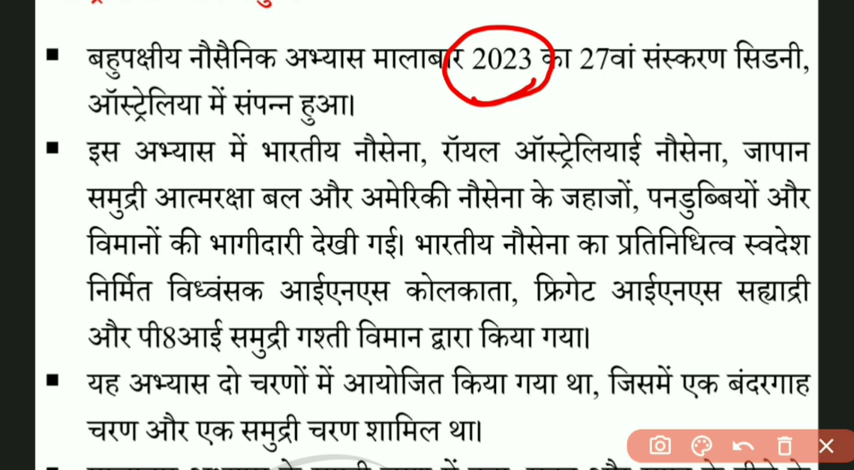 बहुपक्षीय नौसैनिक अभ्यास मालाबार 2023 का 27वां संस्करण सिडनी,
ऑस्ट्रेलिया में संपन्न हुआ।
इस अभ्यास में भारतीय नौसेना, रॉयल ऑस्ट्रेलियाई नौसेना, जापान
समुद्री आत्मरक्षा बल और अमेरिकी नौसेना के जहाजों, पनडुब्बियों और
विमानों की भागीदारी देखी गई। भारतीय नौसेना का प्रतिनिधित्व स्वदेश
निर्मित विध्वंसक आईएनएस कोलकाता, फ्रिगेट आईएनएस सह्याद्री
और पी8आई समुद्री गश्ती विमान द्वारा किया गया।
यह अभ्यास दो चरणों में आयोजित किया गया था, जिसमें एक बंदरगाह
चरण और एक समुद्री चरण शामिल था।